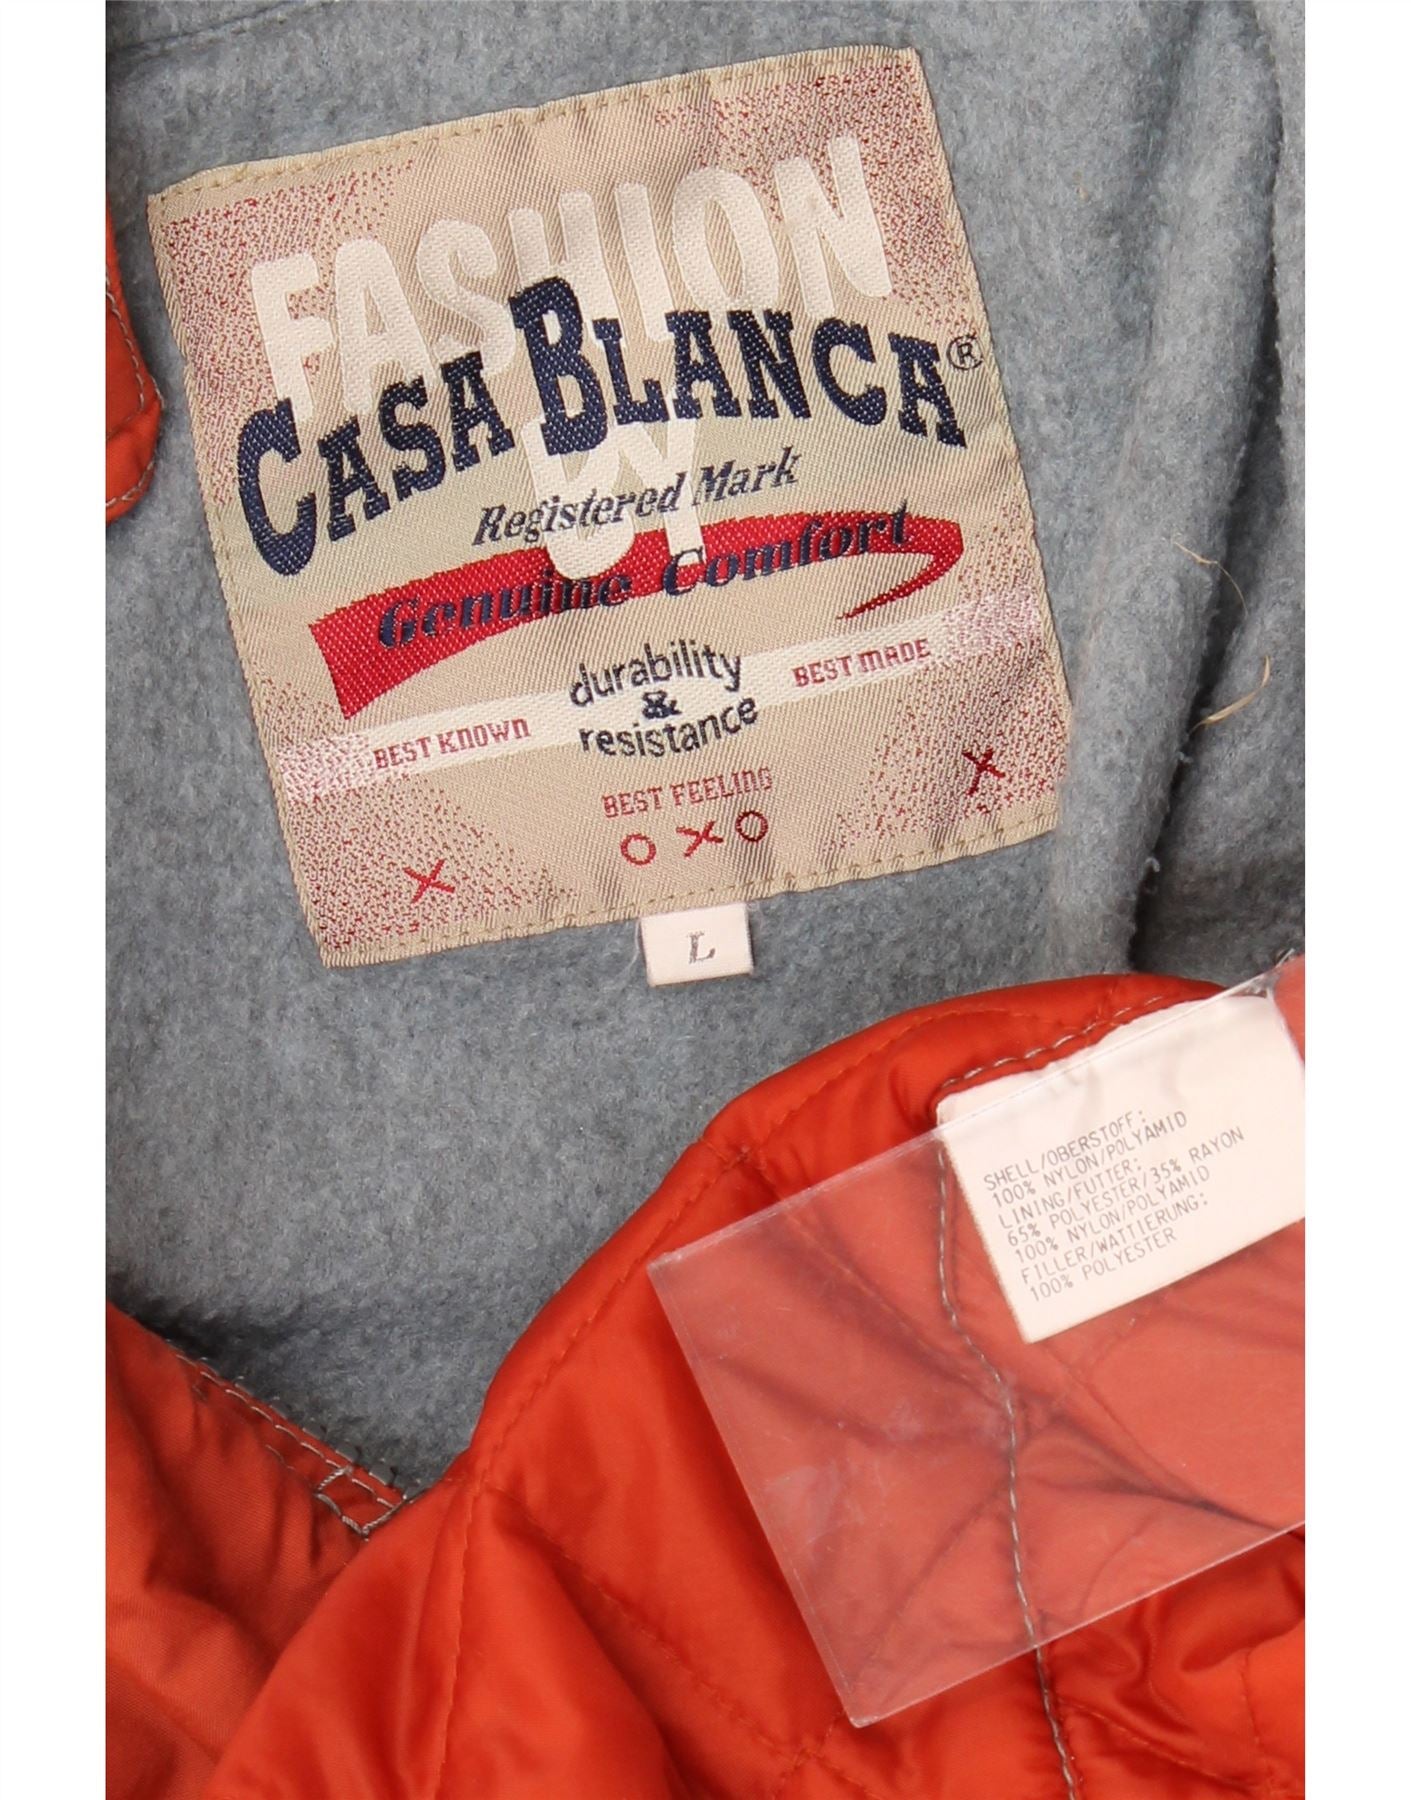 FASHION
BY
CASA BLANCA®
Registered Mark
Genuine Comfort
durability
&
resistance
BEST KNOWN
BEST MADE
BEST FEELING
O X O
X
X
L
SHELL/OBERSTOFF:
100% NYLON/POLYAMID
LINING/FUTTER:
65% POLYESTER/35% RAYON
100% NYLON/POLYAMID
FILLER/WATTIERUNG:
100% POLYESTER